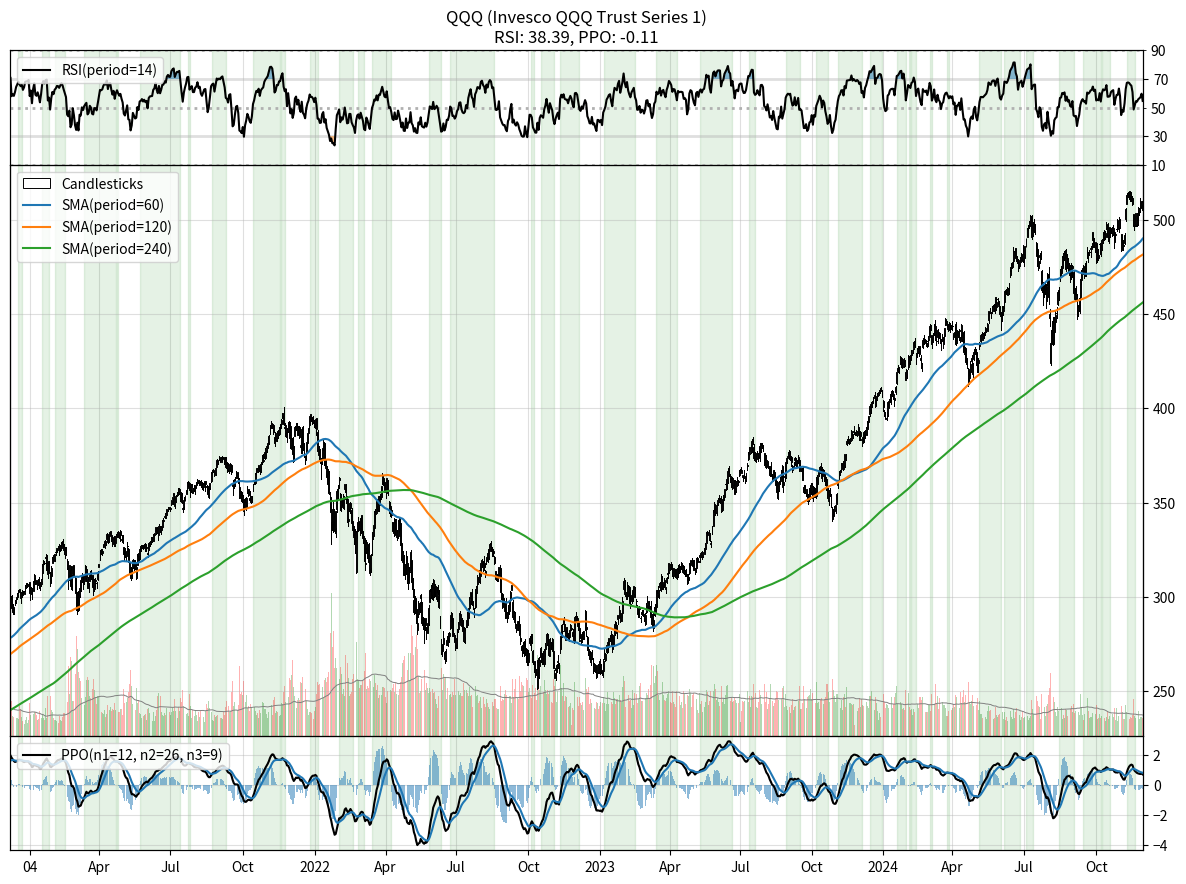 QQQ (Invesco QQQ Trust Series 1)
RSI: 38.39, PPO: -0.11
RSI(period=14)
90
70
50
30
10
Candlesticks
SMA(period=60)
SMA(period=120)
SMA(period=240)
500
450
400
350
300
250
PPO(n1=12, n2=26, n3=9)
2
0
−2
−4
04 Apr Jul Oct 2022 Apr Jul Oct 2023 Apr Jul Oct 2024 Apr Jul Oct